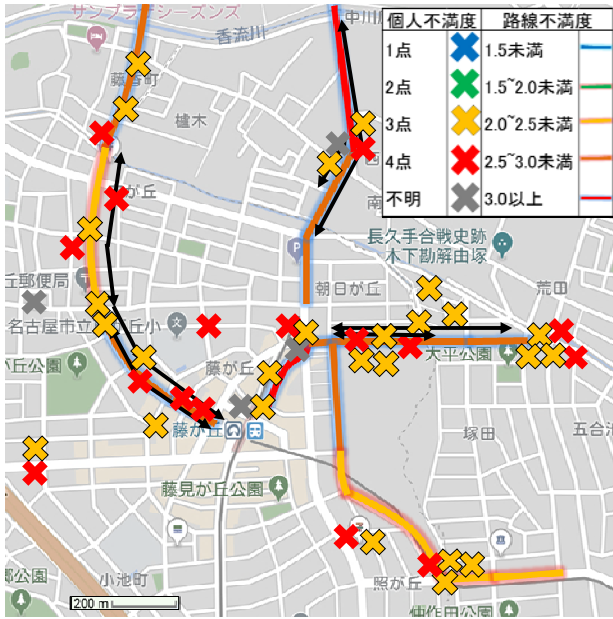 サンプラザシーズンズ
香流川
中川原
個人不満度 路線不満度
1点 1.5未満
2点 1.5~2.0未満
3点 2.0~2.5未満
4点 2.5~3.0未満
不明 3.0以上
植木
が丘
西
南
長久手合戦史跡
木下勘解由塚
丘郵便局
朝日が丘
荒田
名古屋市立
丘小
が丘公園
藤が丘
大平公園
藤が丘
塚田
五合池
藤見が丘公園
小池町
照が丘
公園
仲作田公園
200 m